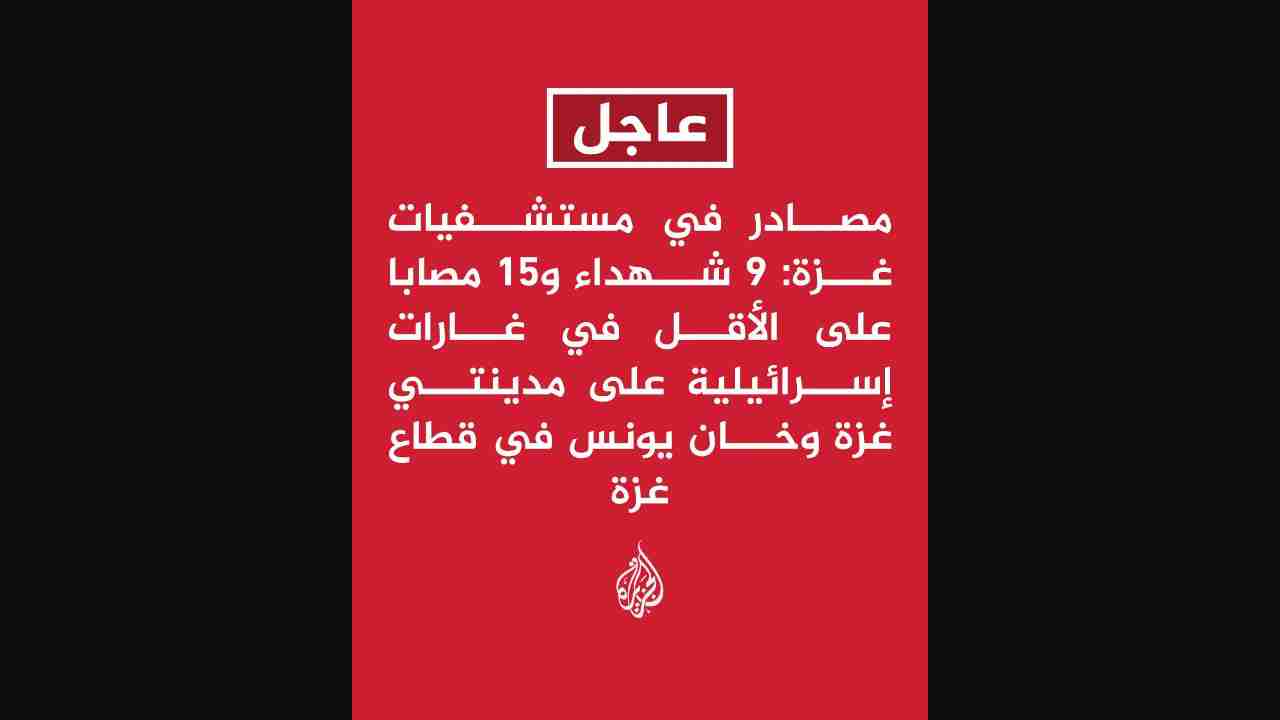 عاجل
مصادر في مستشفيات
غزة: 9 شهداء و15 مصابا
على الأقل في غارات
إسرائيلية على مدينتي
غزة وخان يونس في قطاع
غزة
الجزيرة